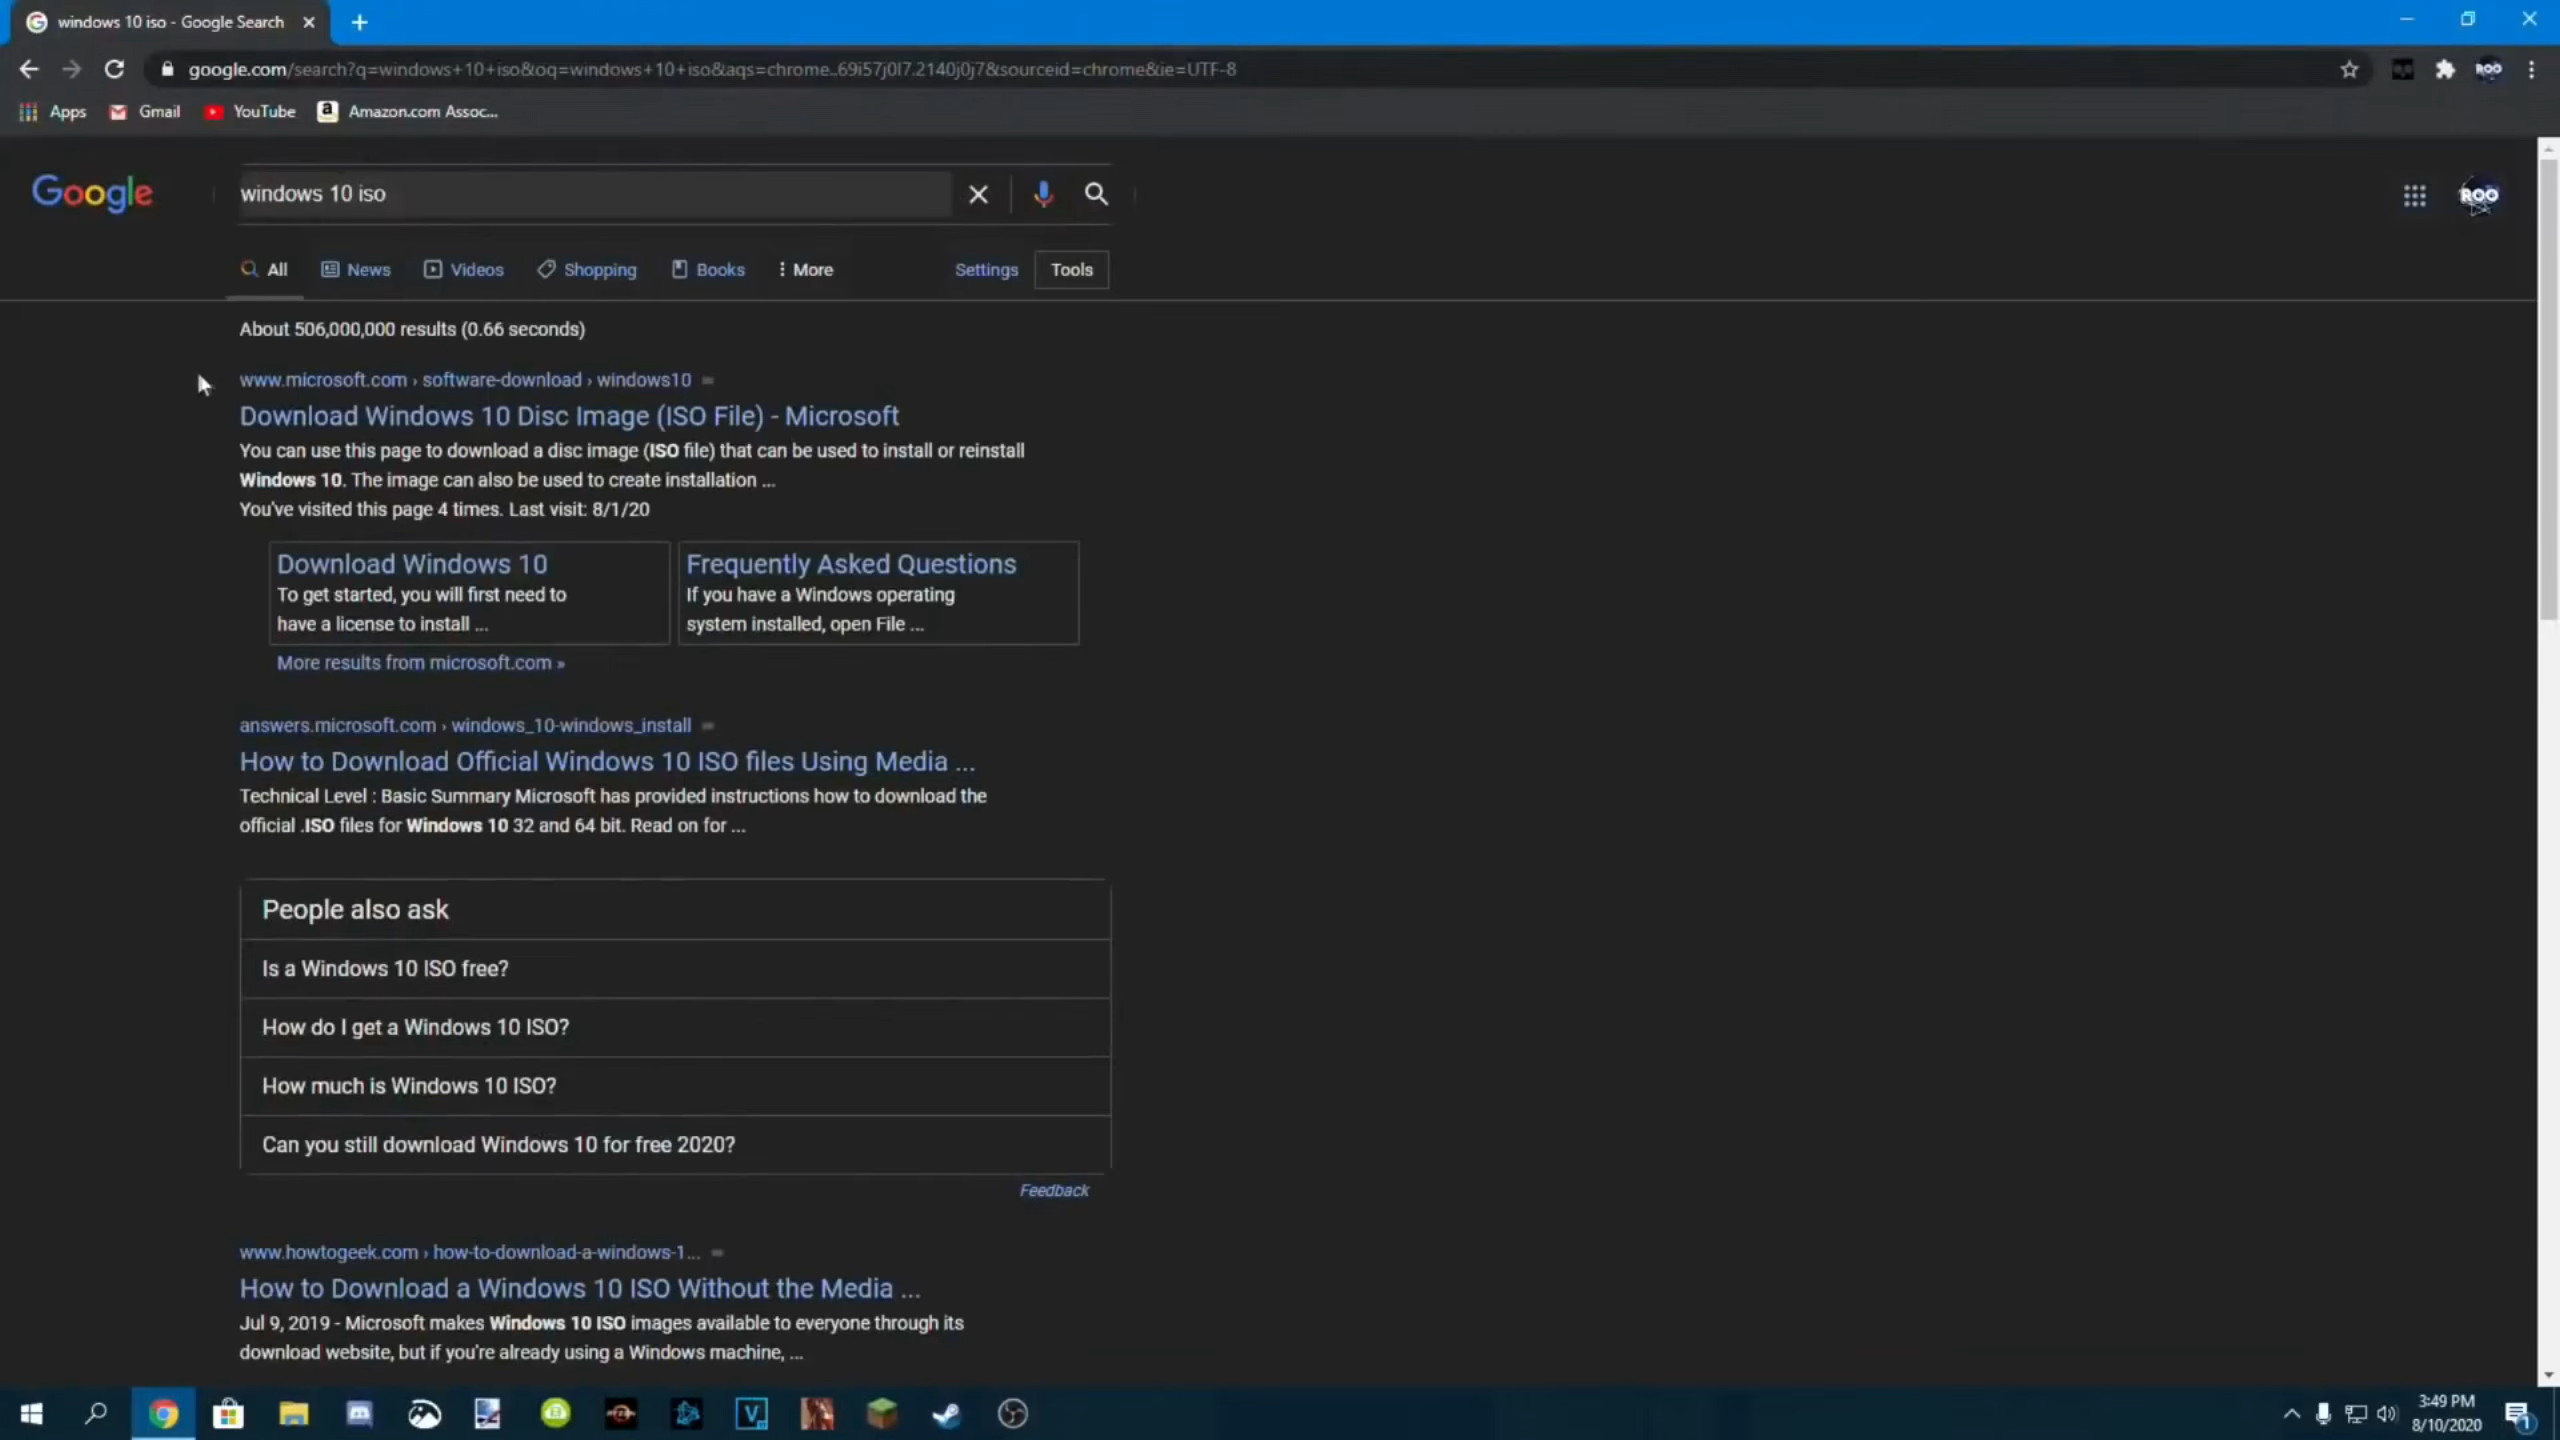 windows 10 iso - Google Search
google.com/search?q=windows+10+iso&oq=windows+10+iso&aqs=chrome..69i57j0l7.2140j0j7&sourceid=chrome&ie=UTF-8
ROO
Apps Gmail YouTube Amazon.com Assoc...
Google
windows 10 iso
ROO
All News Videos Shopping Books More Settings Tools
About 506,000,000 results (0.66 seconds)
www.microsoft.com › software-download › windows10
Download Windows 10 Disc Image (ISO File) - Microsoft
You can use this page to download a disc image (ISO file) that can be used to install or reinstall
Windows 10. The image can also be used to create installation ...
You've visited this page 4 times. Last visit: 8/1/20
Download Windows 10
To get started, you will first need to
have a license to install ...
Frequently Asked Questions
If you have a Windows operating
system installed, open File ...
More results from microsoft.com »
answers.microsoft.com › windows_10-windows_install
How to Download Official Windows 10 ISO files Using Media ...
Technical Level : Basic Summary Microsoft has provided instructions how to download the
official .ISO files for Windows 10 32 and 64 bit. Read on for ...
People also ask
Is a Windows 10 ISO free?
How do I get a Windows 10 ISO?
How much is Windows 10 ISO?
Can you still download Windows 10 for free 2020?
Feedback
www.howtogeek.com › how-to-download-a-windows-1...
How to Download a Windows 10 ISO Without the Media ...
Jul 9, 2019 - Microsoft makes Windows 10 ISO images available to everyone through its
download website, but if you're already using a Windows machine, ...
3:49 PM
8/10/2020
1